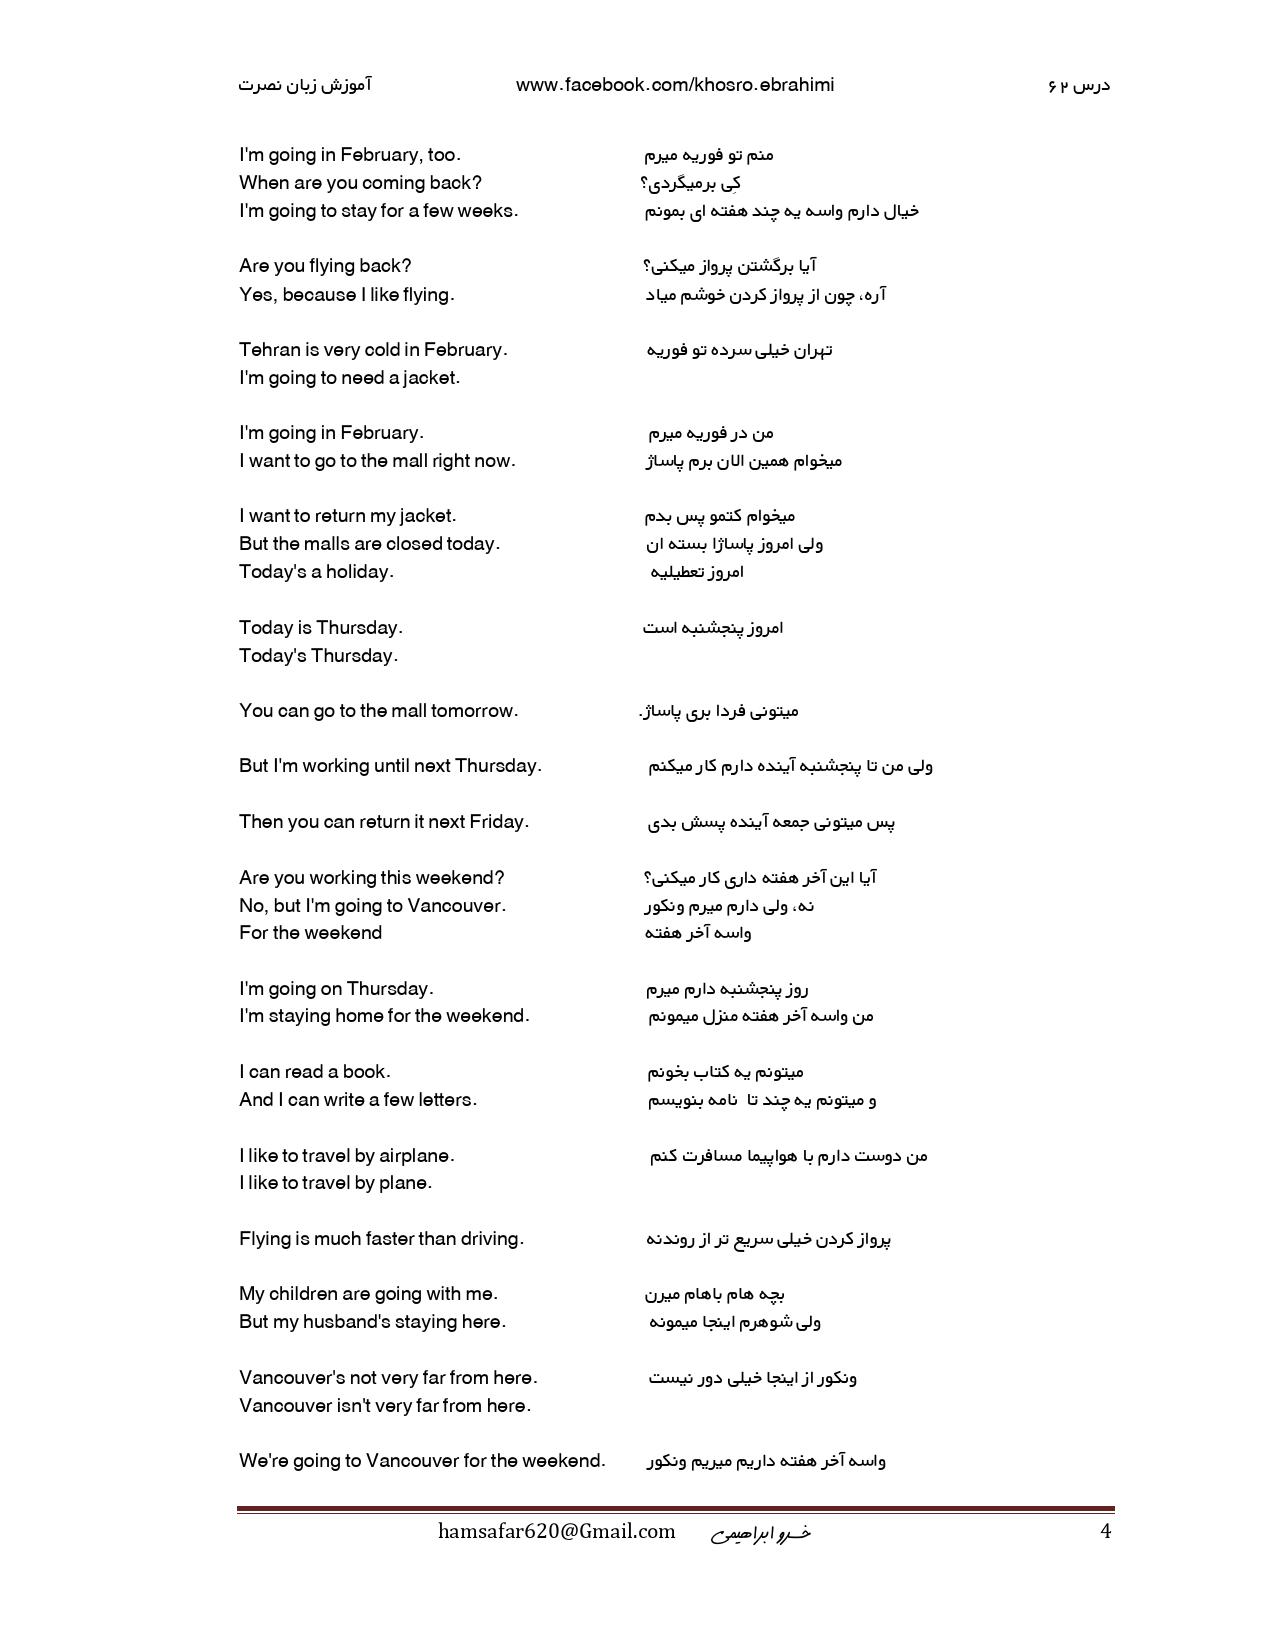 آموزش زبان نصرت www.facebook.com/khosro.ebrahimi درس ۶۲
I'm going in February, too. منم تو فوریه میرم
When are you coming back? کِی برمیگردی؟
I'm going to stay for a few weeks. خیال دارم واسه یه چند هفته ای بمونم
Are you flying back? آیا برگشتن پرواز میکنی؟
Yes, because I like flying. آره، چون از پرواز کردن خوشم میاد
Tehran is very cold in February. تهران خیلی سرده تو فوریه
I'm going to need a jacket.
I'm going in February. من در فوریه میرم
I want to go to the mall right now. میخوام همین الان برم پاساژ
I want to return my jacket. میخوام کتمو پس بدم
But the malls are closed today. ولی امروز پاساژا بسته ان
Today's a holiday. امروز تعطیلیه
Today is Thursday. امروز پنجشنبه است
Today's Thursday.
You can go to the mall tomorrow. میتونی فردا بری پاساژ.
But I'm working until next Thursday. ولی من تا پنجشنبه آینده دارم کار میکنم
Then you can return it next Friday. پس میتونی جمعه آینده پسش بدی
Are you working this weekend? آیا این آخر هفته داری کار میکنی؟
No, but I'm going to Vancouver. نه، ولی دارم میرم ونکور
For the weekend واسه آخر هفته
I'm going on Thursday. روز پنجشنبه دارم میرم
I'm staying home for the weekend. من واسه آخر هفته منزل میمونم
I can read a book. میتونم یه کتاب بخونم
And I can write a few letters. و میتونم یه چند تا نامه بنویسم
I like to travel by airplane. من دوست دارم با هواپیما مسافرت کنم
I like to travel by plane.
Flying is much faster than driving. پرواز کردن خیلی سریع تر از روندنه
My children are going with me. بچه هام باهام میرن
But my husband's staying here. ولی شوهرم اینجا میمونه
Vancouver's not very far from here. ونکور از اینجا خیلی دور نیست
Vancouver isn't very far from here.
We're going to Vancouver for the weekend. واسه آخر هفته داریم میریم ونکور
hamsafar620@Gmail.com خسرو ابراهیمی 4